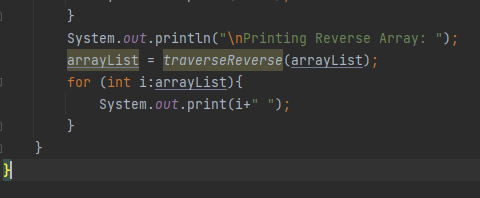 }
System.out.println("\nPrinting Reverse Array: ");
arrayList = traverseReverse(arrayList);
for (int i:arrayList){
System.out.print(i+" ");
}
}
}